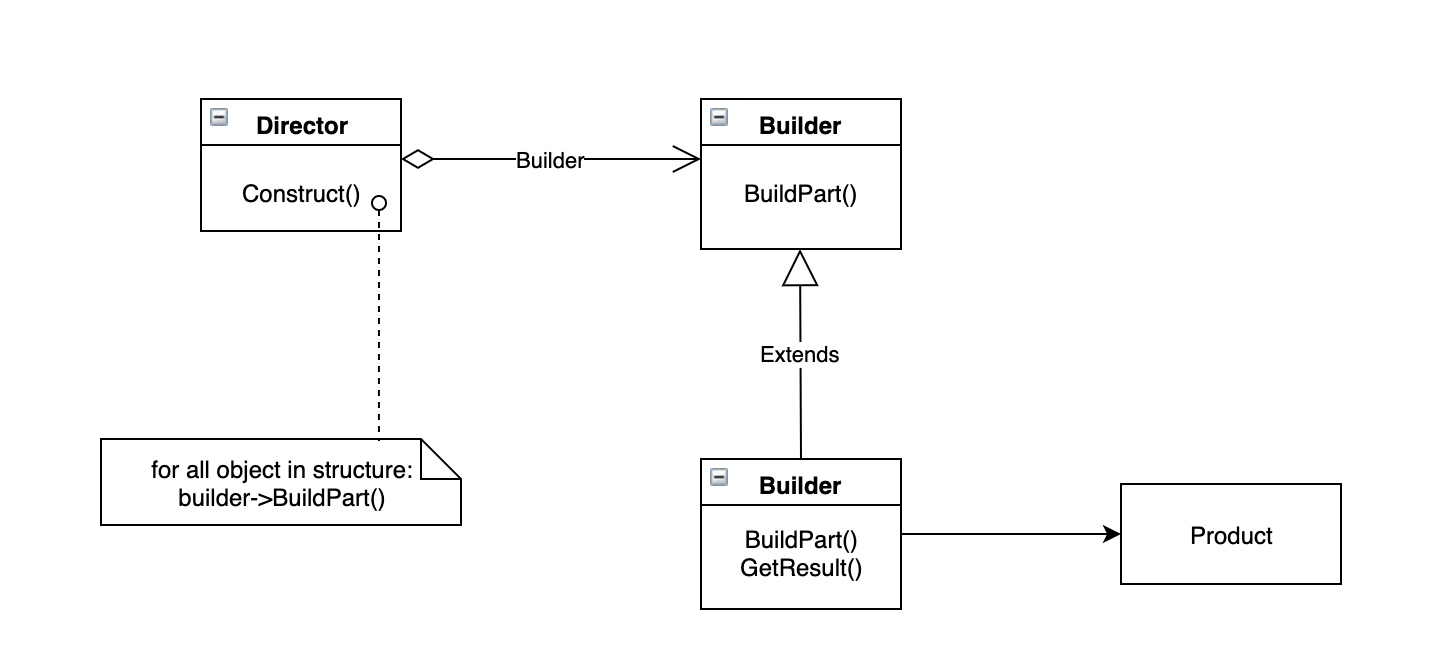 Director
Construct()
Builder
Builder
BuildPart()
Extends
for all object in structure:
builder->BuildPart()
Builder
BuildPart()
GetResult()
Product